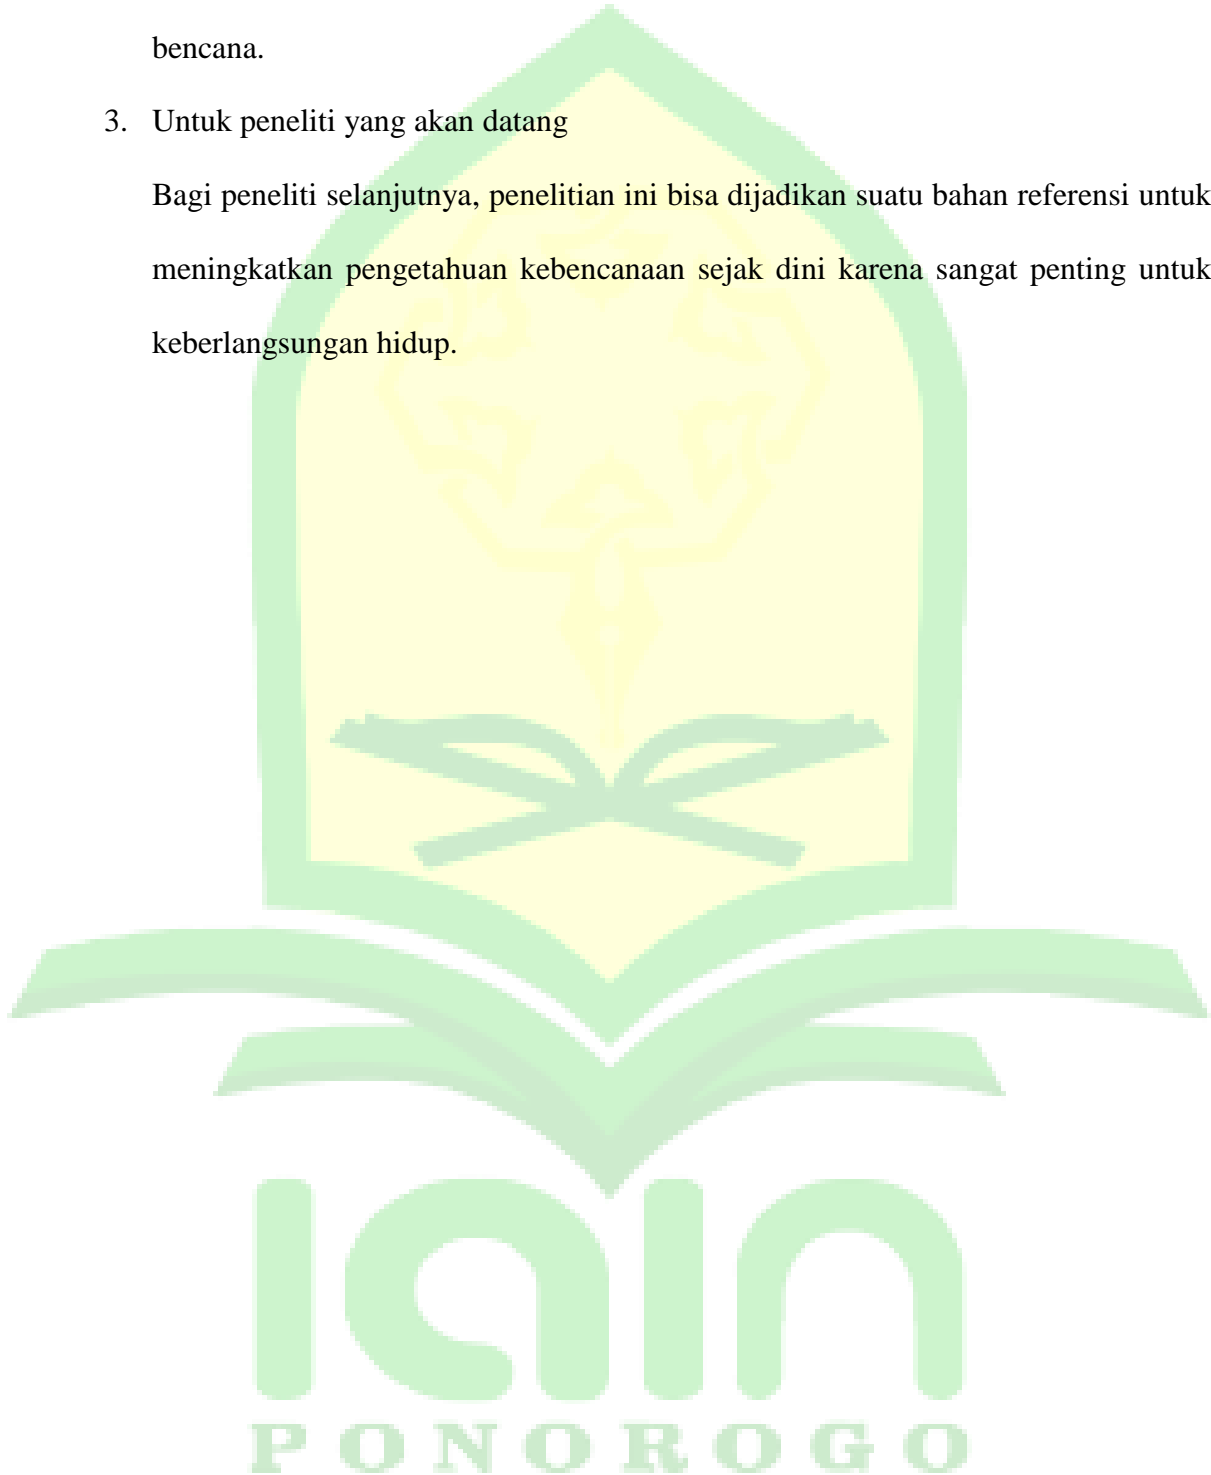 bencana.
3. Untuk peneliti yang akan datang
Bagi peneliti selanjutnya, penelitian ini bisa dijadikan suatu bahan referensi untuk
meningkatkan pengetahuan kebencanaan sejak dini karena sangat penting untuk
keberlangsungan hidup.
iain
PONOROGO